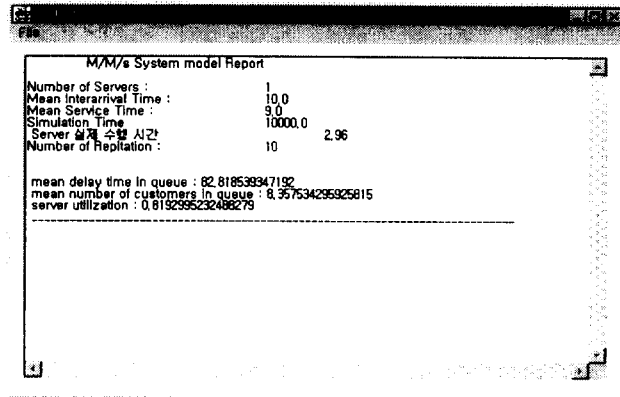 File
M/M/s System model Report
Number of Servers : 1
Mean Interarrival Time : 10,0
Mean Service Time : 9,0
Simulation Time 10000,0
Server 실제 수행 시간 2,96
Number of Repitation : 10
mean delay time in queue : 82,818539347192
mean number of customers in queue : 8,357534295925815
server utilization : 0,8192995232488279